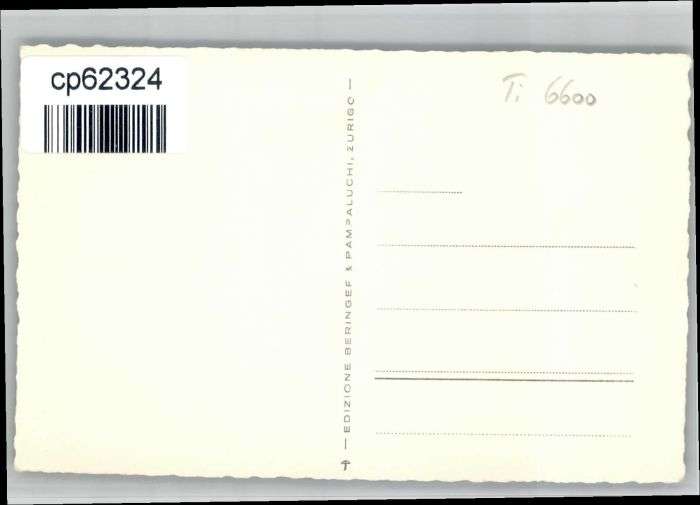 cp62324
Ti 6600
— EDIZIONE BERINGER & PAMPALUCHI, ZURIGO —